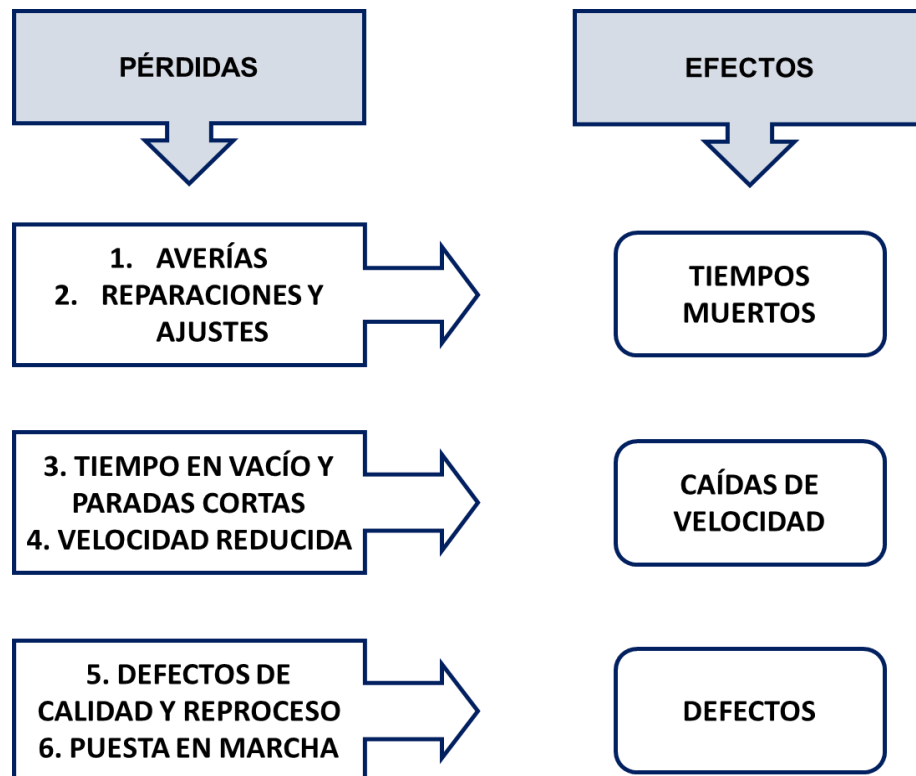 PÉRDIDAS
EFECTOS
1. AVERÍAS
2. REPARACIONES Y
AJUSTES
TIEMPOS
MUERTOS
3. TIEMPO EN VACÍO Y
PARADAS CORTAS
4. VELOCIDAD REDUCIDA
CAÍDAS DE
VELOCIDAD
5. DEFECTOS DE
CALIDAD Y REPROCESO
6. PUESTA EN MARCHA
DEFECTOS